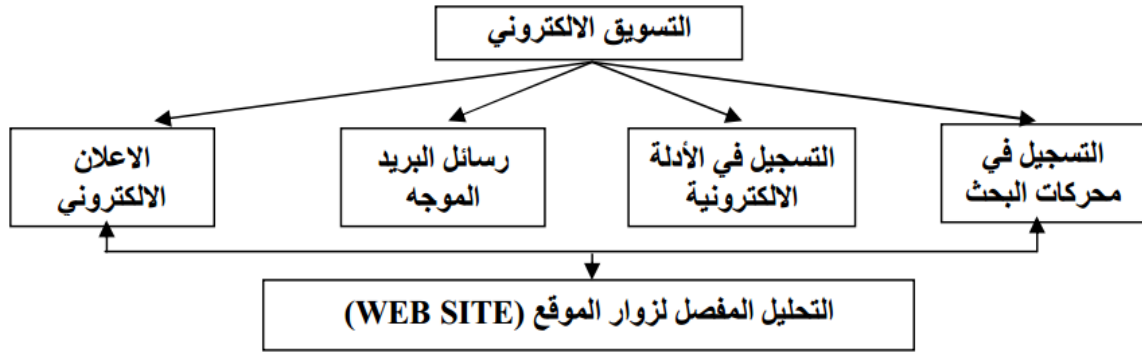 التسويق الالكتروني
التسجيل في
محركات البحث
التسجيل في الأدلة
الالكترونية
رسائل البريد
الموجه
الاعلان
الالكتروني
التحليل المفصل لزوار الموقع (WEB SITE)